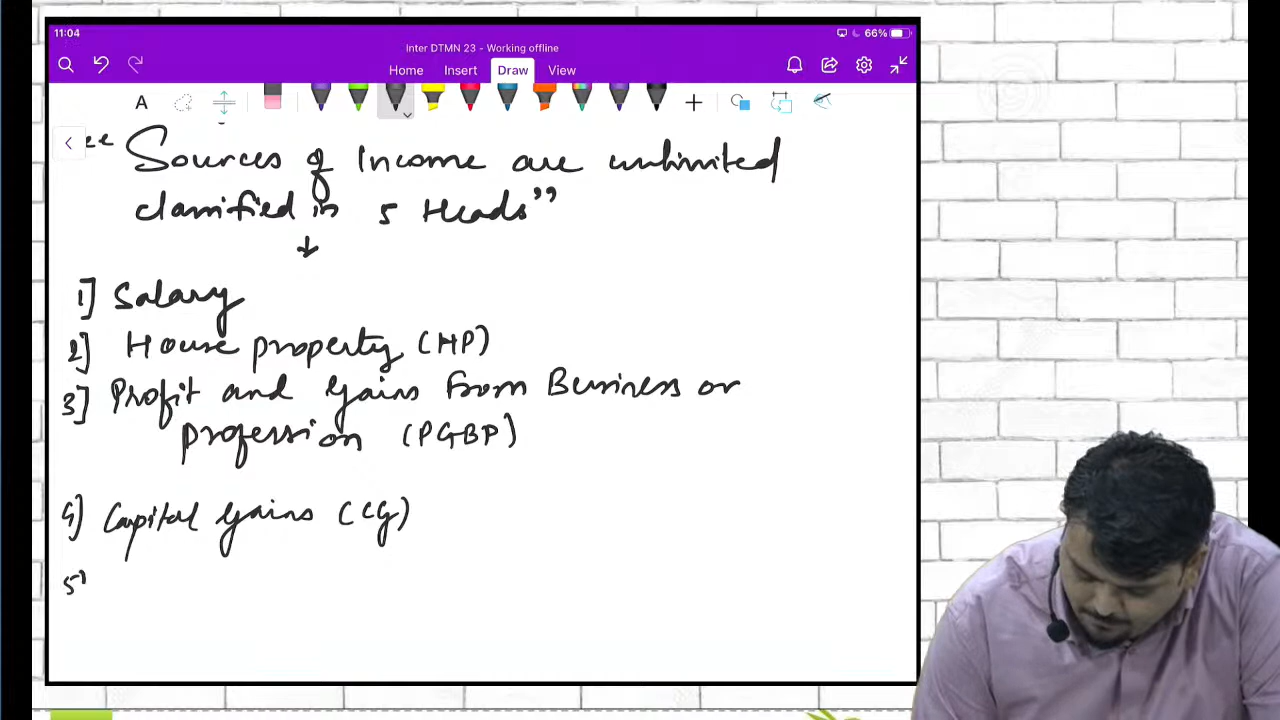 11:04
66%
Inter DTMN 23 - Working offline
Home Insert Draw View
A
“ Sources of Income are unlimited
classified in 5 Heads”
1] Salary
2] House property (HP)
3] Profit and Gains from Business or
profession (PGBP)
4) Capital Gains (CG)
5)